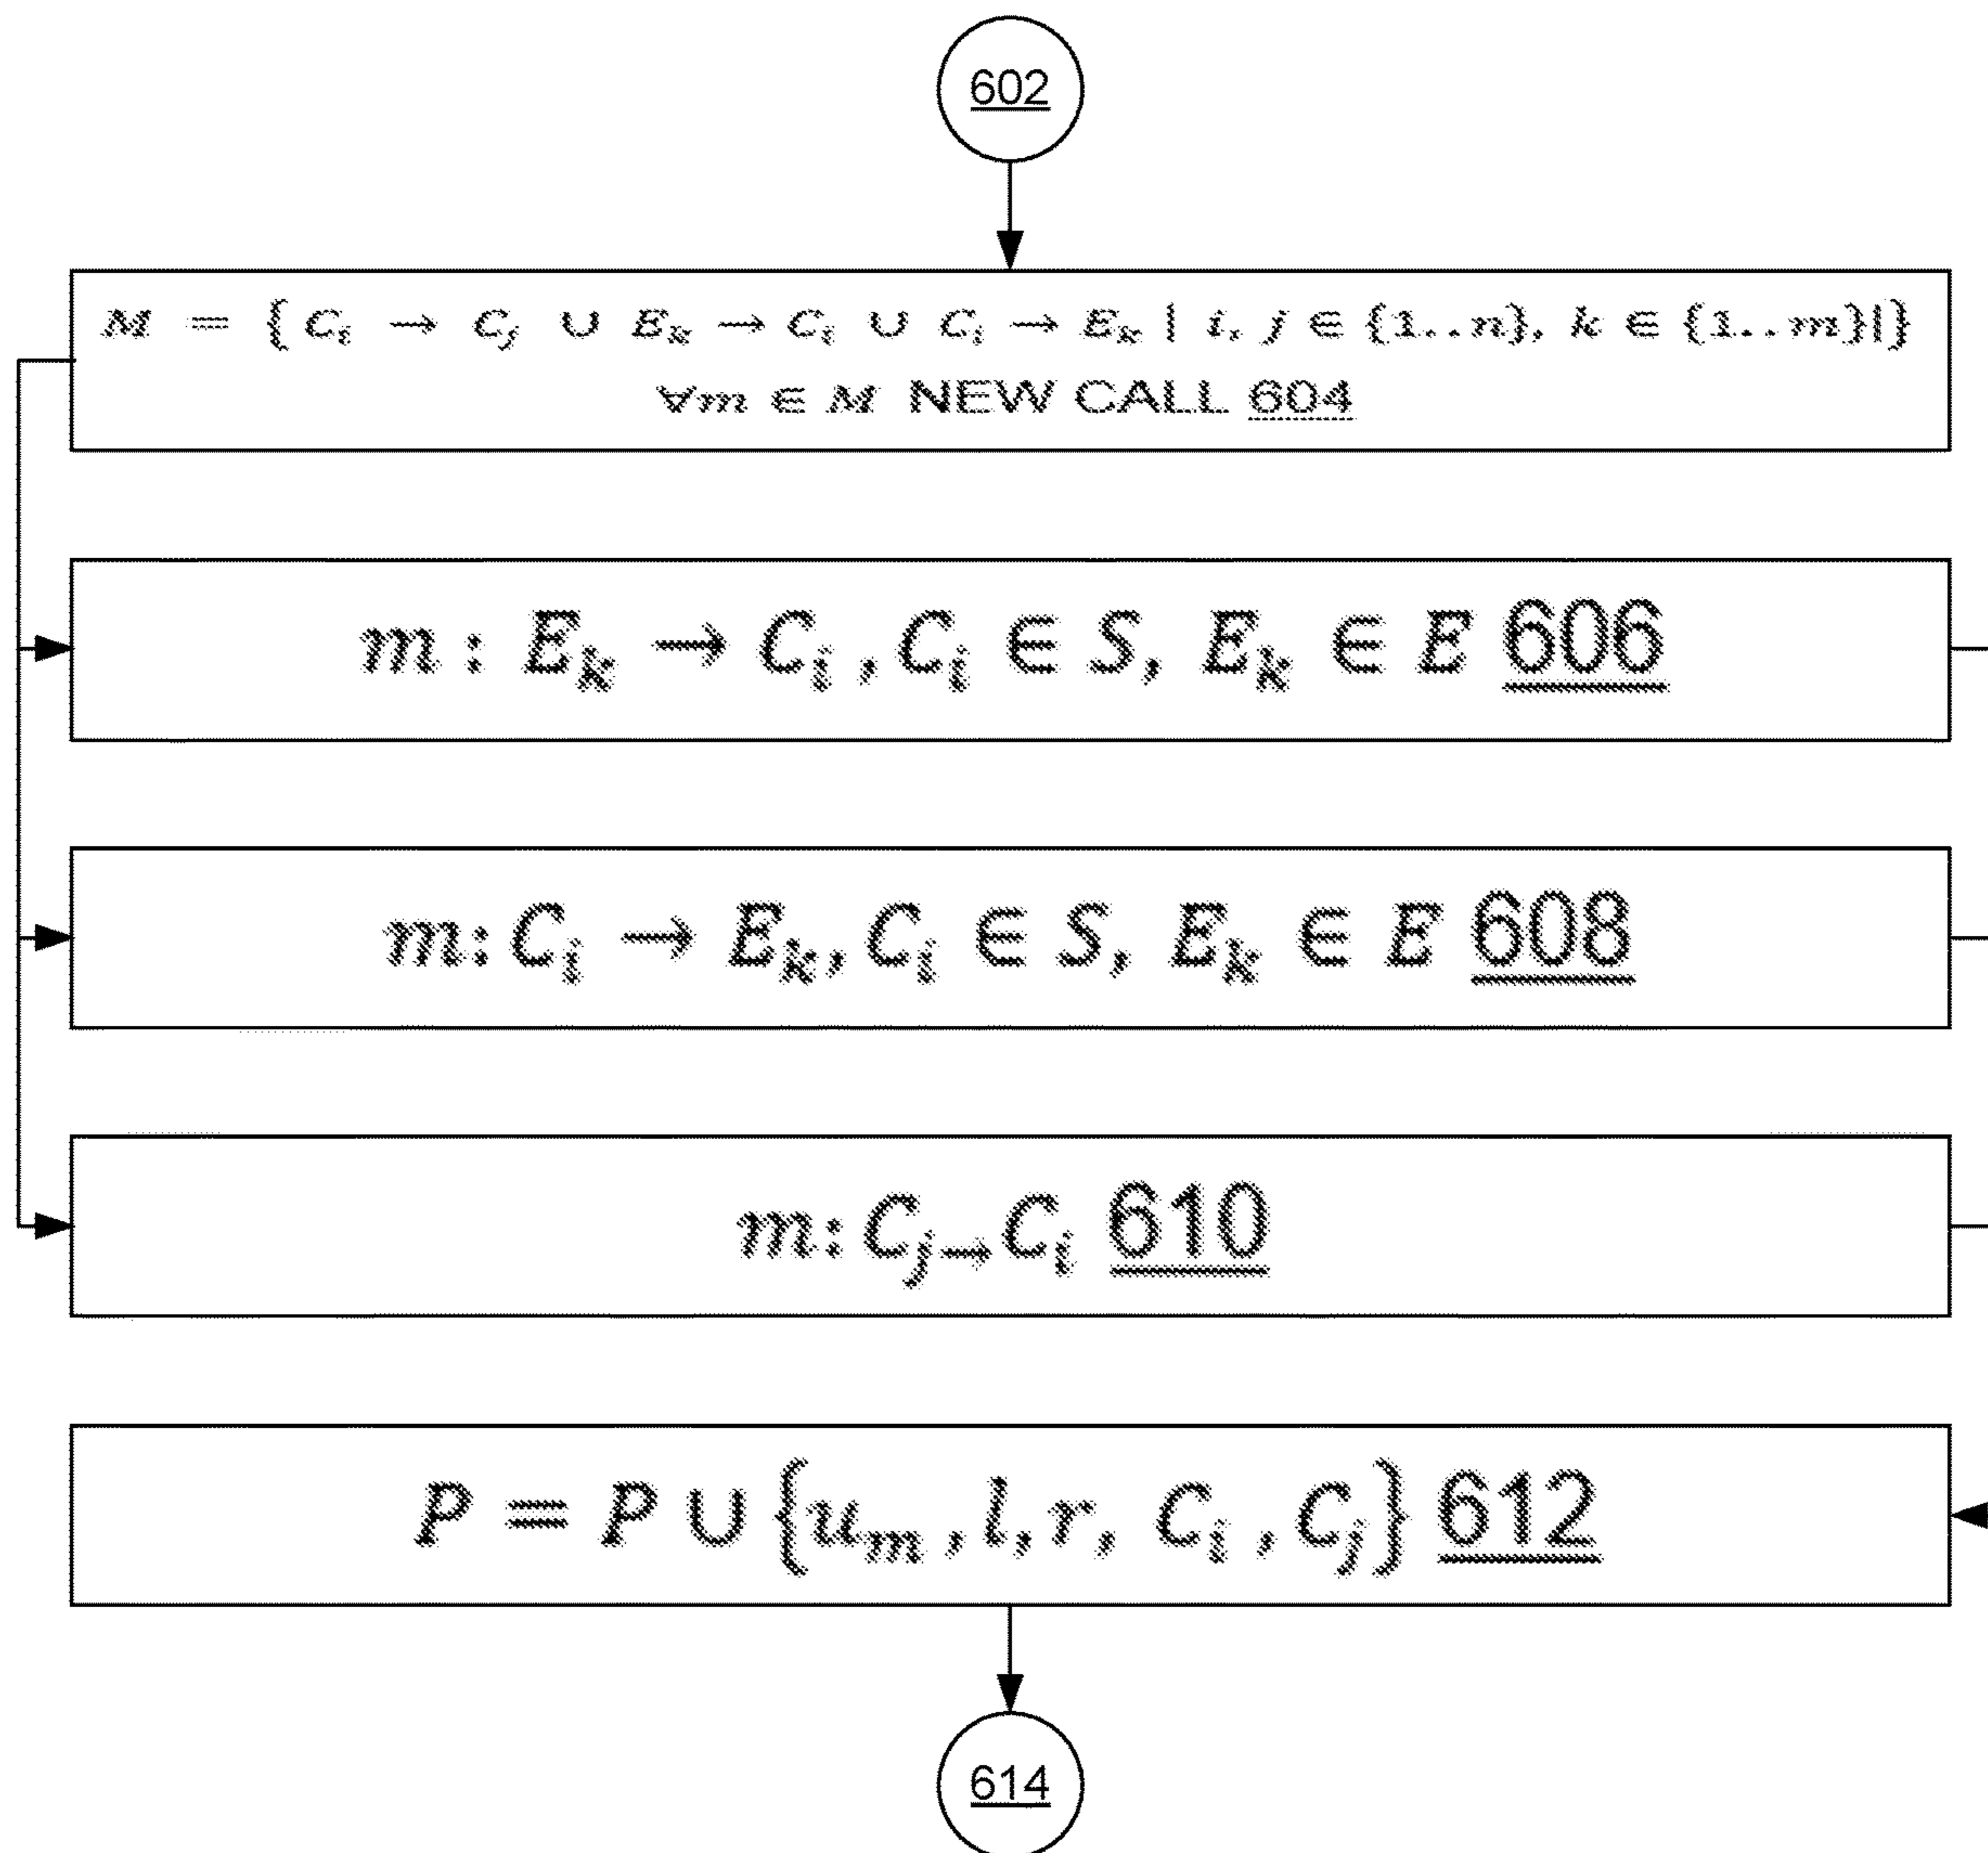 602
M = { Cᵢ → Cⱼ ∪ Eₖ → Cᵢ ∪ Cᵢ → Eₖ | i, j ∈ {1..n}, k ∈ {1..m}|}
∀m ∈ M NEW CALL 604
m : Eₖ → Cᵢ , Cᵢ ∈ S, Eₖ ∈ E 606
m: Cᵢ → Eₖ, Cᵢ ∈ S, Eₖ ∈ E 608
m: Cⱼ → Cᵢ 610
P = P ∪ {uₘ , l, r, Cᵢ , Cⱼ} 612
614